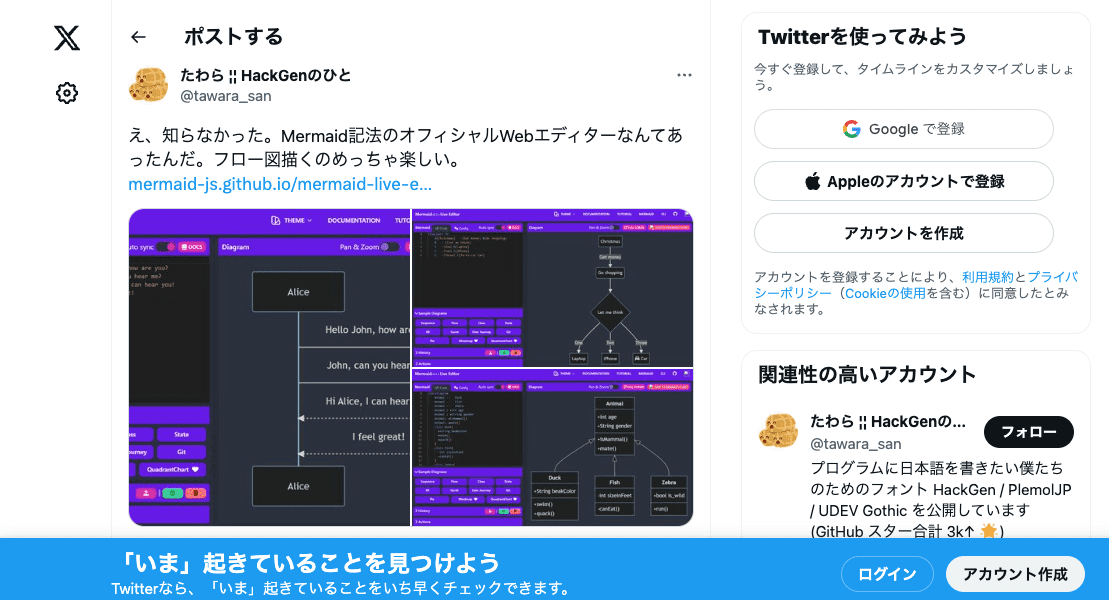 ポストする
たわら ¦¦ HackGenのひと
@tawara_san
え、知らなかった。Mermaid記法のオフィシャルWebエディターなんてあ
ったんだ。フロー図描くのめっちゃ楽しい。
mermaid-js.github.io/mermaid-live-e...
THEME
DOCUMENTATION
TUTO
auto sync
DOCS
Diagram
Pan & Zoom
how are you?
hear me?
can hear you!
Alice
Hello John, how are
John, can you hear
Hi Alice, I can hear
I feel great!
Alice
State
Journey
Git
QuadrantChart
Christmas
Get money
Go shopping
Let me think
One
Two
Three
Laptop
iPhone
Car
Animal
+int age
+String gender
+isMammal()
+mate()
Duck
+String beakColor
+swim()
+quack()
Fish
-int sizeInFeet
-canEat()
Zebra
+bool is_wild
+run()
Twitterを使ってみよう
今すぐ登録して、タイムラインをカスタマイズしましょ
う。
Google で登録
Appleのアカウントで登録
アカウントを作成
アカウントを登録することにより、利用規約とプライバ
シーポリシー（Cookieの使用を含む）に同意したとみ
なされます。
関連性の高いアカウント
たわら ¦¦ HackGenの...
@tawara_san
フォロー
プログラムに日本語を書きたい僕たち
のためのフォント HackGen / PlemolJP
/ UDEV Gothic を公開しています
(GitHub スター合計 3k↑ 🌟)
「いま」起きていることを見つけよう
Twitterなら、「いま」起きていることをいち早くチェックできます。
ログイン
アカウント作成